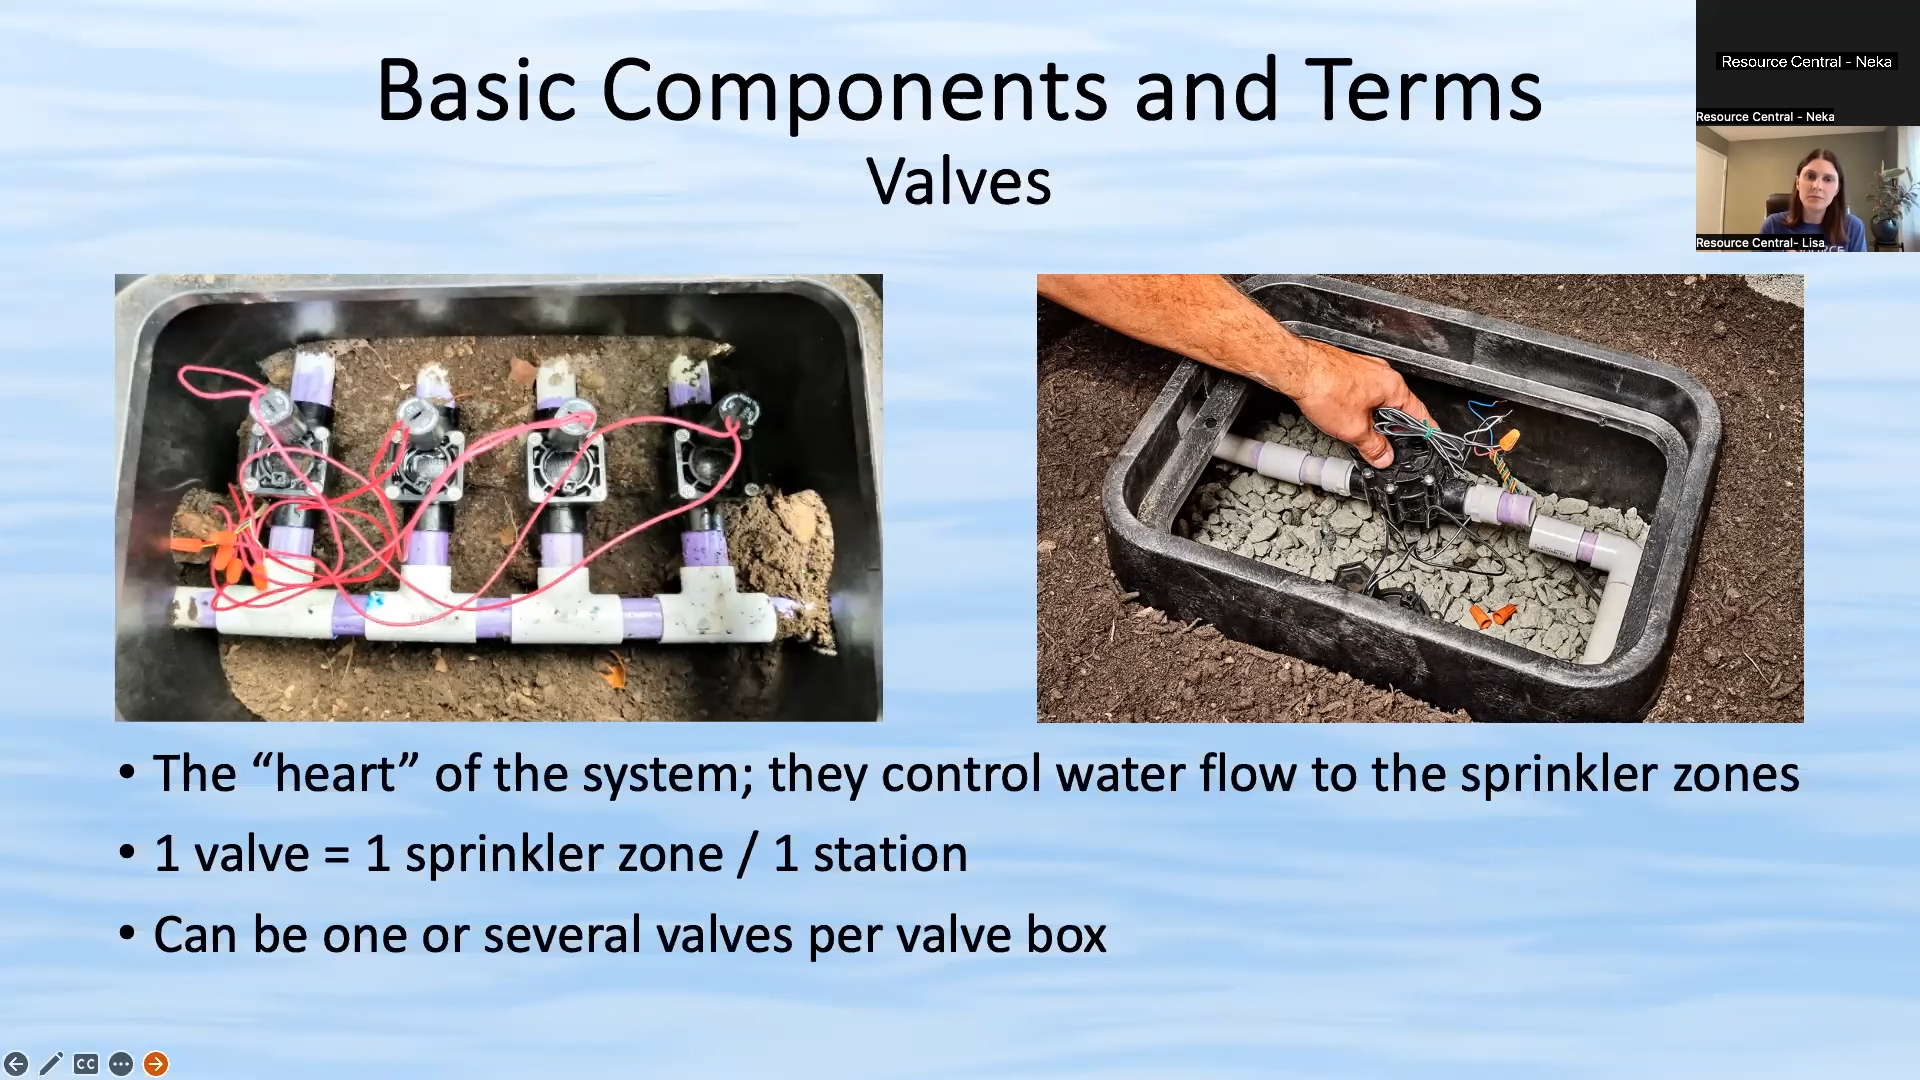 Basic Components and Terms
Valves
Resource Central - Neka
Resource Central - Neka
Resource Central- Lisa
• The “heart” of the system; they control water flow to the sprinkler zones
• 1 valve = 1 sprinkler zone / 1 station
• Can be one or several valves per valve box
CC